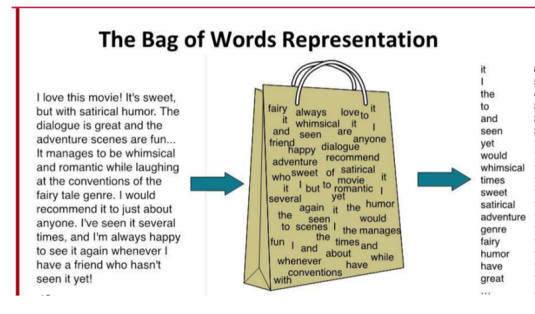 The Bag of Words Representation
I love this movie! It's sweet,
but with satirical humor. The
dialogue is great and the
adventure scenes are fun...
It manages to be whimsical
and romantic while laughing
at the conventions of the
fairy tale genre. I would
recommend it to just about
anyone. I've seen it several
times, and I'm always happy
to see it again whenever I
have a friend who hasn't
seen it yet!
fairy always love to it
it whimsical it I
and seen are anyone
friend happy dialogue
adventure recommend
who sweet of satirical
it I but to romantic I movie it
several yet
again it the humor
the seen would
to scenes I the manages
fun I and the times and
about while
whenever have
conventions
with
it
I
the
to
and
seen
yet
would
whimsical
times
sweet
satirical
adventure
genre
fairy
humor
have
great
...